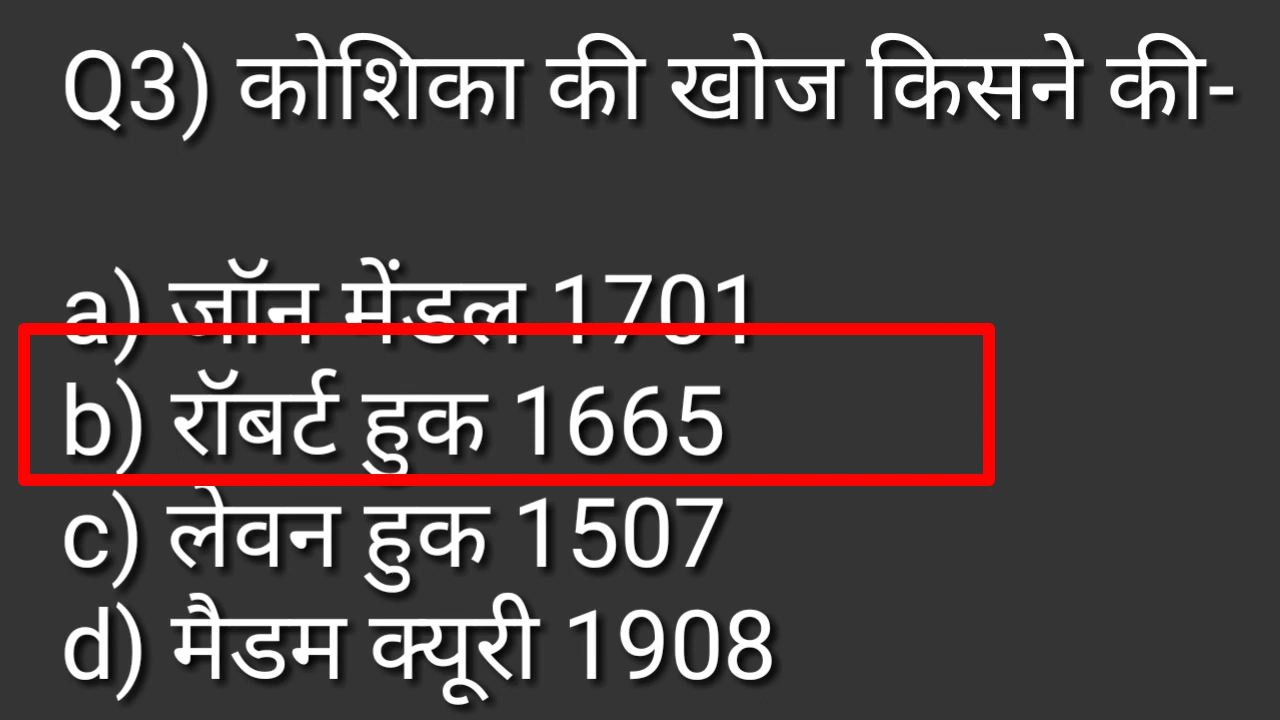 Q3) कोशिका की खोज किसने की-
a) जॉन मेंडल 1701
b) रॉबर्ट हुक 1665
c) लेवन हुक 1507
d) मैडम क्यूरी 1908